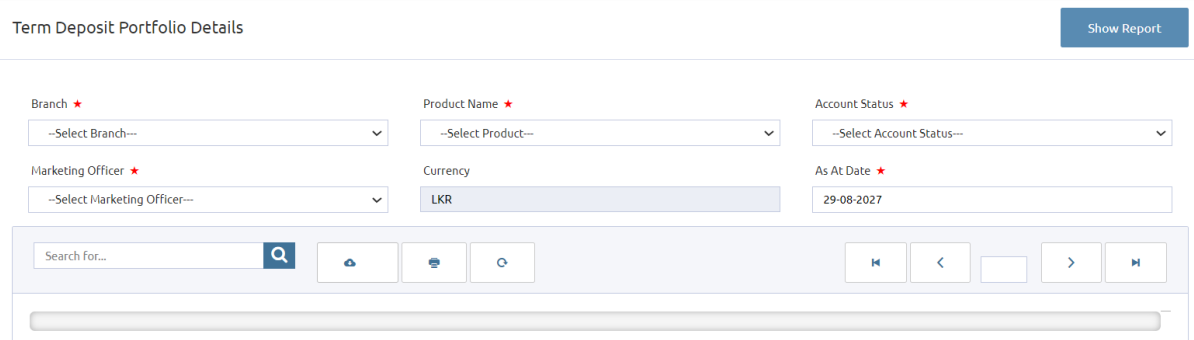 Term Deposit Portfolio Details
Show Report
Branch ★
Product Name ★
Account Status ★
--Select Branch---
--Select Product---
--Select Account Status---
Marketing Officer ★
Currency
As At Date ★
--Select Marketing Officer---
LKR
29-08-2027
Search for...